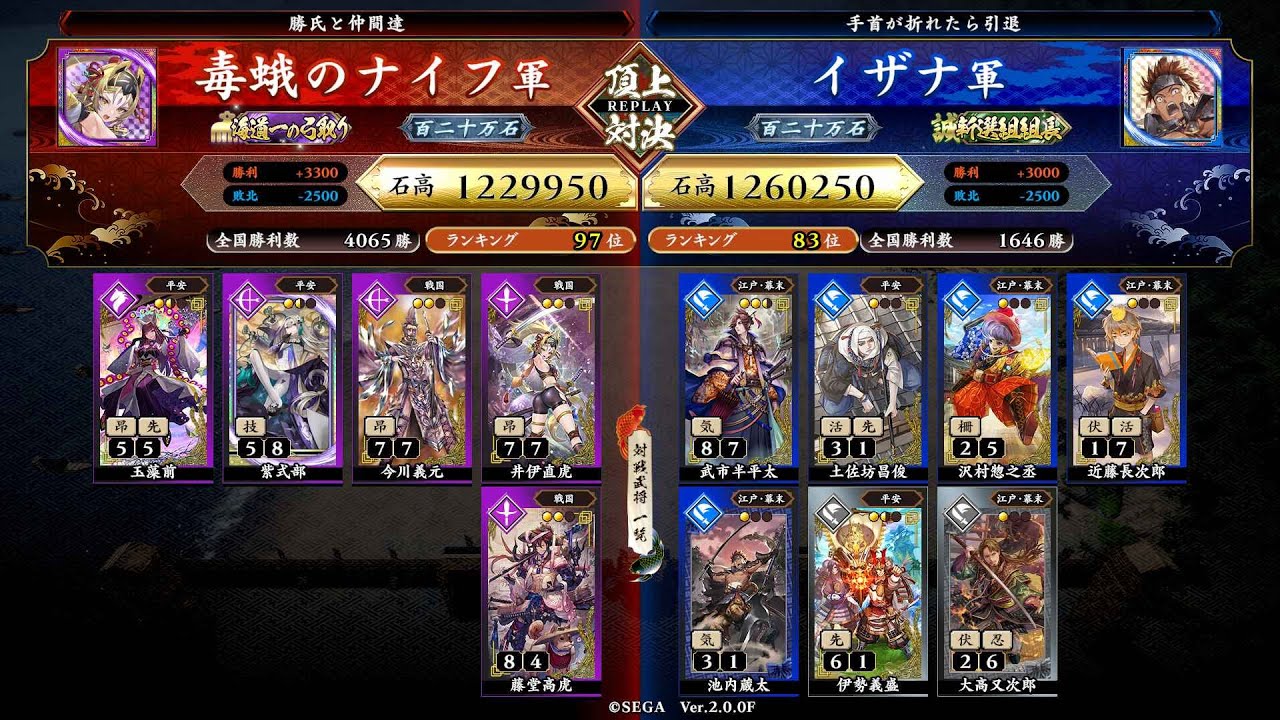 勝氏と仲間達
手首が折れたら引退
毒蛾のナイフ軍
頂上
REPLAY
対決
イザナ軍
海道一の弓取り
百二十万石
百二十万石
誠新選組組長
勝利 +3300
敗北 -2500
石高 1229950
石高 1260250
勝利 +3000
敗北 -2500
全国勝利数 4065勝
ランキング 97位
ランキング 83位
全国勝利数 1646勝
平安
平安
戦国
戦国
江戸・幕末
平安
江戸・幕末
江戸・幕末
昂 先
技
昂
昂
気
活 先
柵
伏 活
5 5
5 8
7 7
7 7
8 7
3 1
2 5
1 7
玉藻前
紫式部
今川義元
井伊直虎
武市半平太
土佐坊昌俊
沢村惣之丞
近藤長次郎
対戦武将一覧
戦国
江戸・幕末
平安
江戸・幕末
気
先
伏 忍
8 4
3 1
6 1
2 6
藤堂高虎
池内蔵太
伊勢義盛
大高又次郎
©SEGA Ver.2.0.0F